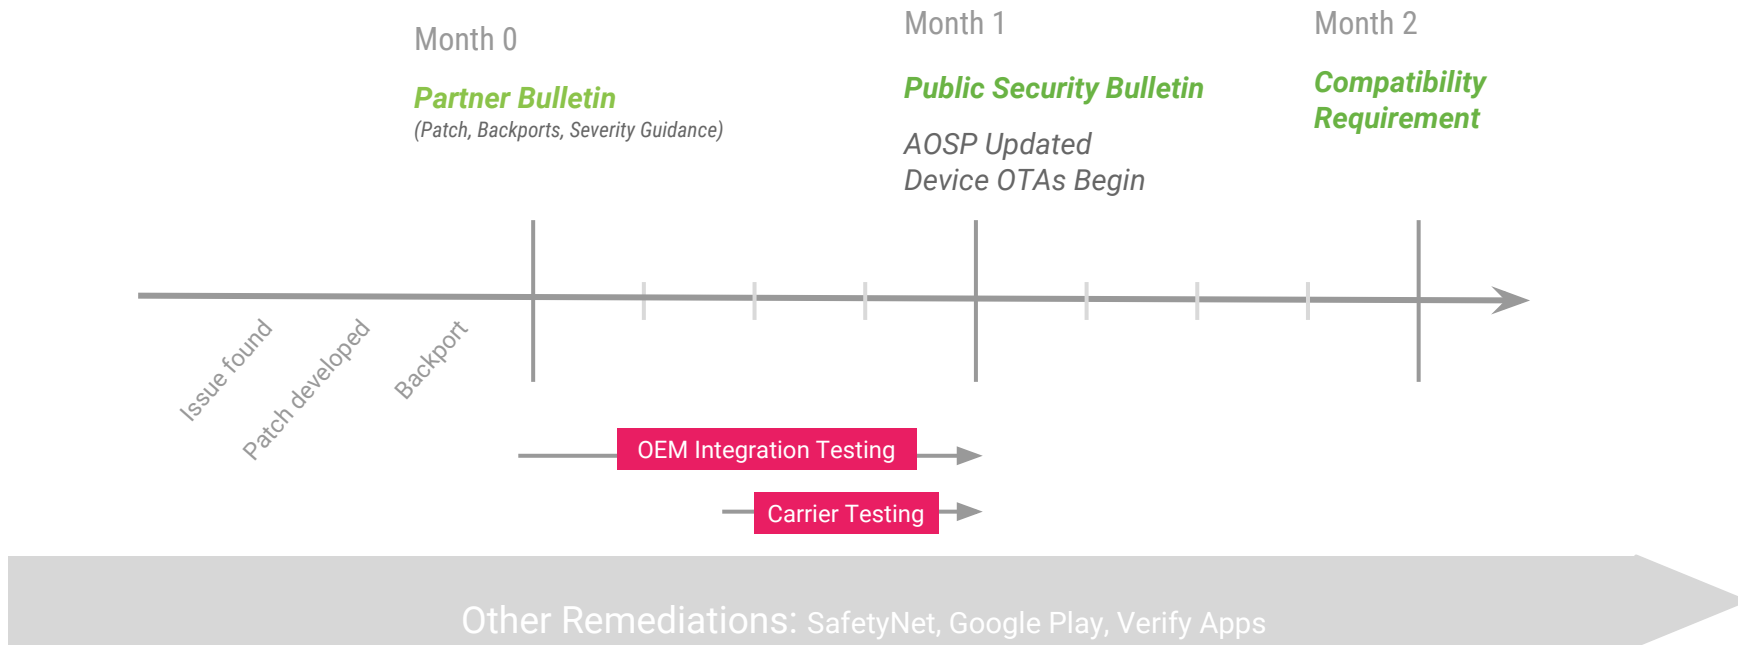 Month 0
Partner Bulletin
(Patch, Backports, Severity Guidance)
Month 1
Public Security Bulletin
AOSP Updated
Device OTAs Begin
Month 2
Compatibility
Requirement
Issue found
Patch developed
Backport
OEM Integration Testing
Carrier Testing
Other Remediations: SafetyNet, Google Play, Verify Apps